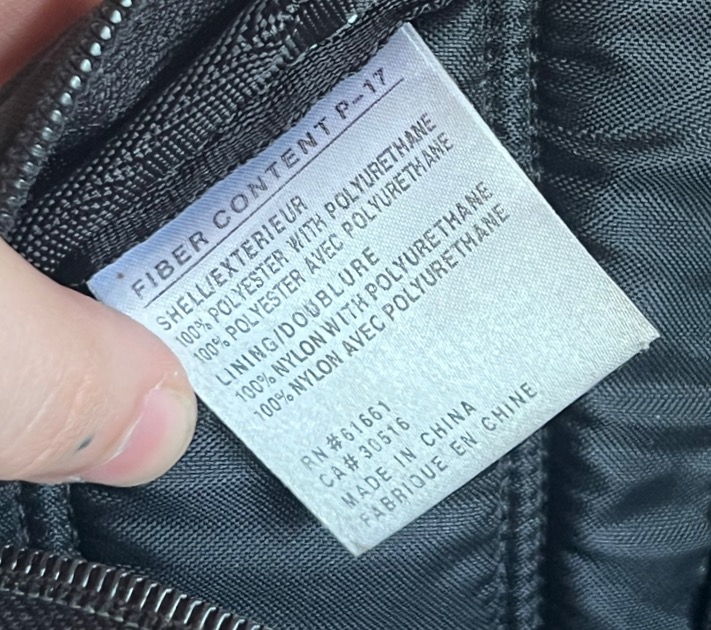 FIBER CONTENT P-17
SHELL/EXTERIEUR
100% POLYESTER WITH POLYURETHANE
100% POLYESTER AVEC POLYURETHANE
LINING/DOUBLURE
100% NYLON WITH POLYURETHANE
100% NYLON AVEC POLYURETHANE
RN#61661
CA#30516
MADE IN CHINA
FABRIQUE EN CHINE